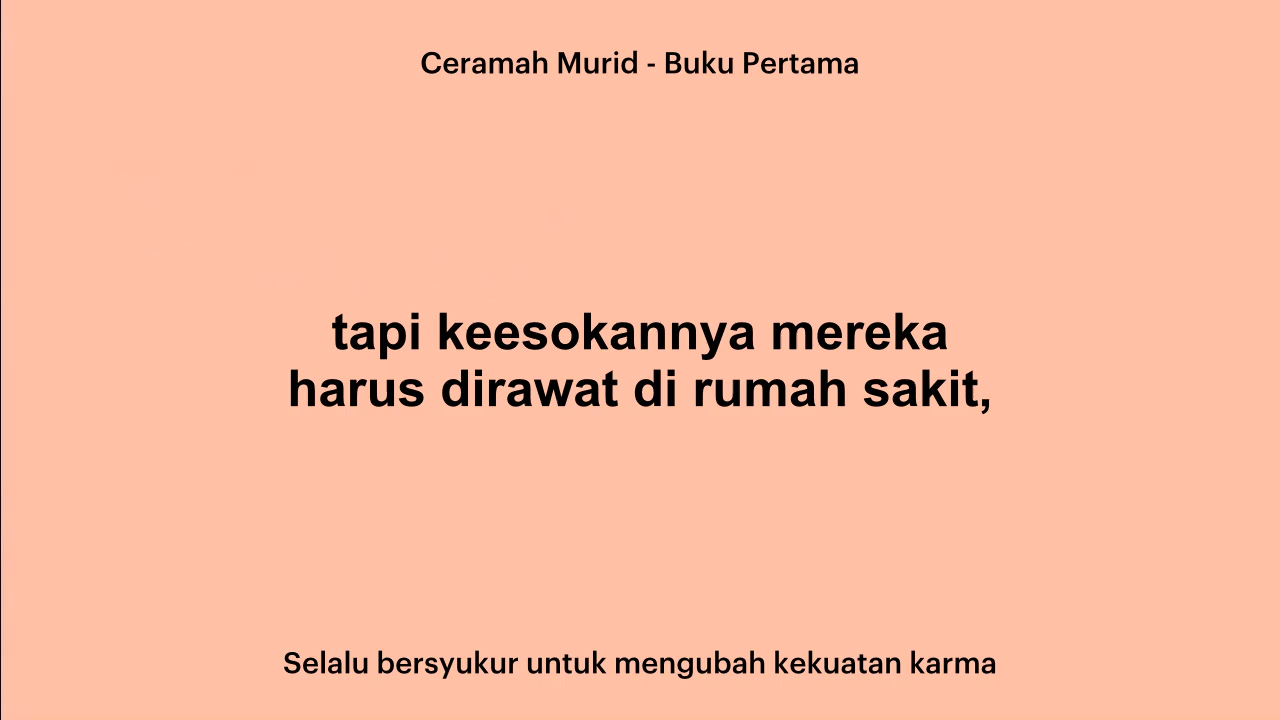 Ceramah Murid - Buku Pertama
tapi keesokannya mereka
harus dirawat di rumah sakit,
Selalu bersyukur untuk mengubah kekuatan karma